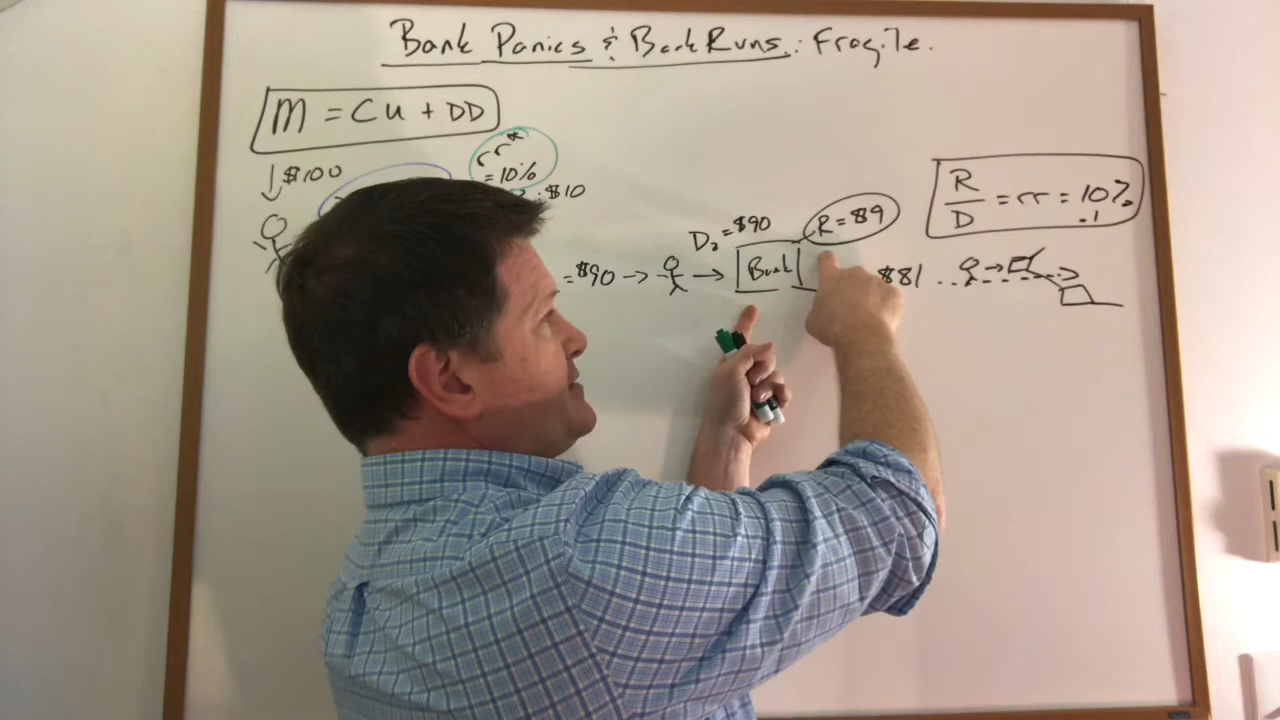 Bank Panics & Bank Runs: Fragile.
M = CU + DD
↓ $100
rr*
= 10%
: $10
= $90 →
→
D₂ = $90
Bank
R = $9
$81 ..
R/D = rr = 10%
.1